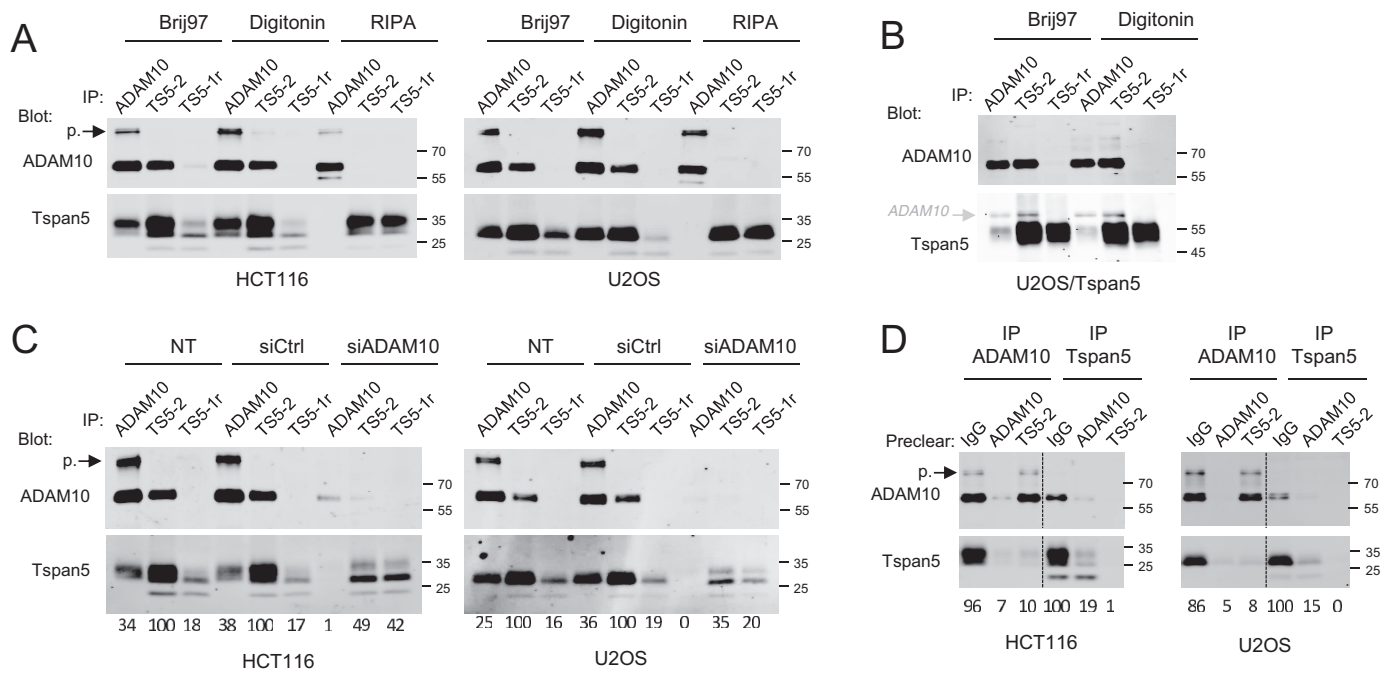 A
Brij97 Digitonin RIPA
IP: ADAM10 TS5-2 TS5-1r ADAM10 TS5-2 TS5-1r ADAM10 TS5-2 TS5-1r
Blot:
p.
ADAM10
70
55
Tspan5
35
25
HCT116
Brij97 Digitonin RIPA
ADAM10 TS5-2 TS5-1r ADAM10 TS5-2 TS5-1r ADAM10 TS5-2 TS5-1r
70
55
35
25
U2OS
B
Brij97 Digitonin
IP: ADAM10 TS5-2 TS5-1r ADAM10 TS5-2 TS5-1r
Blot:
ADAM10
70
55
ADAM10
Tspan5
55
45
U2OS/Tspan5
C
NT siCtrl siADAM10
IP: ADAM10 TS5-2 TS5-1r ADAM10 TS5-2 TS5-1r ADAM10 TS5-2 TS5-1r
Blot:
p.
ADAM10
70
55
Tspan5
35
25
34 100 18 38 100 17 1 49 42
HCT116
NT siCtrl siADAM10
ADAM10 TS5-2 TS5-1r ADAM10 TS5-2 TS5-1r ADAM10 TS5-2 TS5-1r
70
55
35
25
25 100 16 36 100 19 0 35 20
U2OS
D
IP IP
ADAM10 Tspan5
Preclear: IgG ADAM10 TS5-2 IgG ADAM10 TS5-2
p.
ADAM10
70
55
Tspan5
35
25
96 7 10 100 19 1
HCT116
IP IP
ADAM10 Tspan5
IgG ADAM10 TS5-2 IgG ADAM10 TS5-2
70
55
35
25
86 5 8 100 15 0
U2OS